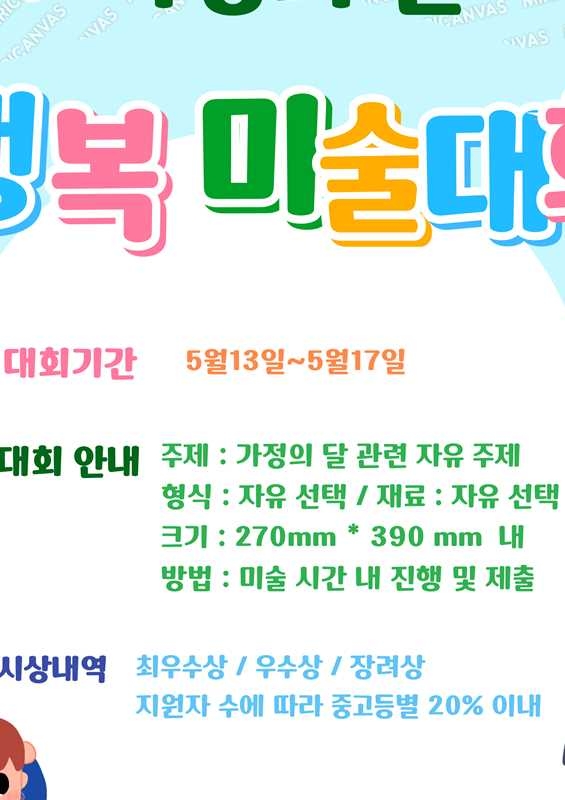 복 미술대
대회기간 5월13일~5월17일
대회 안내 주제 : 가정의 달 관련 자유 주제
형식 : 자유 선택 / 재료 : 자유 선택
크기 : 270mm * 390 mm 내
방법 : 미술 시간 내 진행 및 제출
시상내역 최우수상 / 우수상 / 장려상
지원자 수에 따라 중고등별 20% 이내